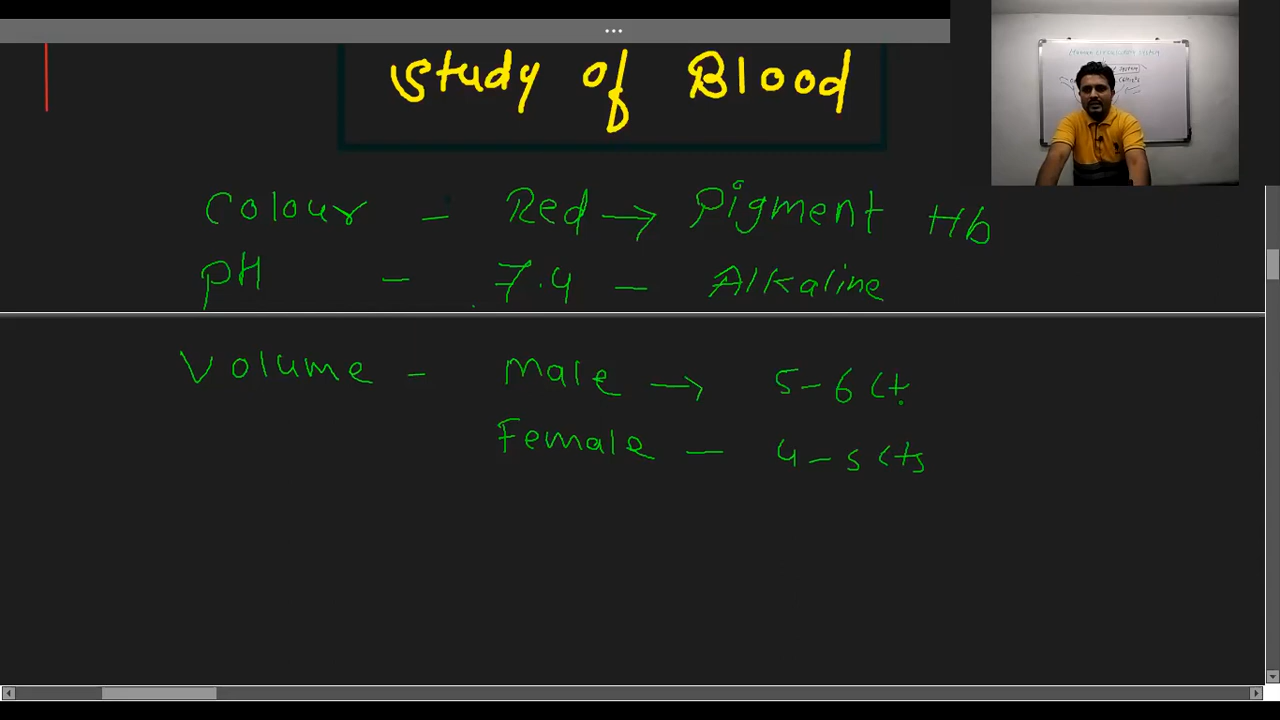 Study of Blood
Colour - Red → Pigment Hb
PH - 7.4 - Alkaline
Volume - Male → 5-6 Lt.
Female - 4-5 Lts